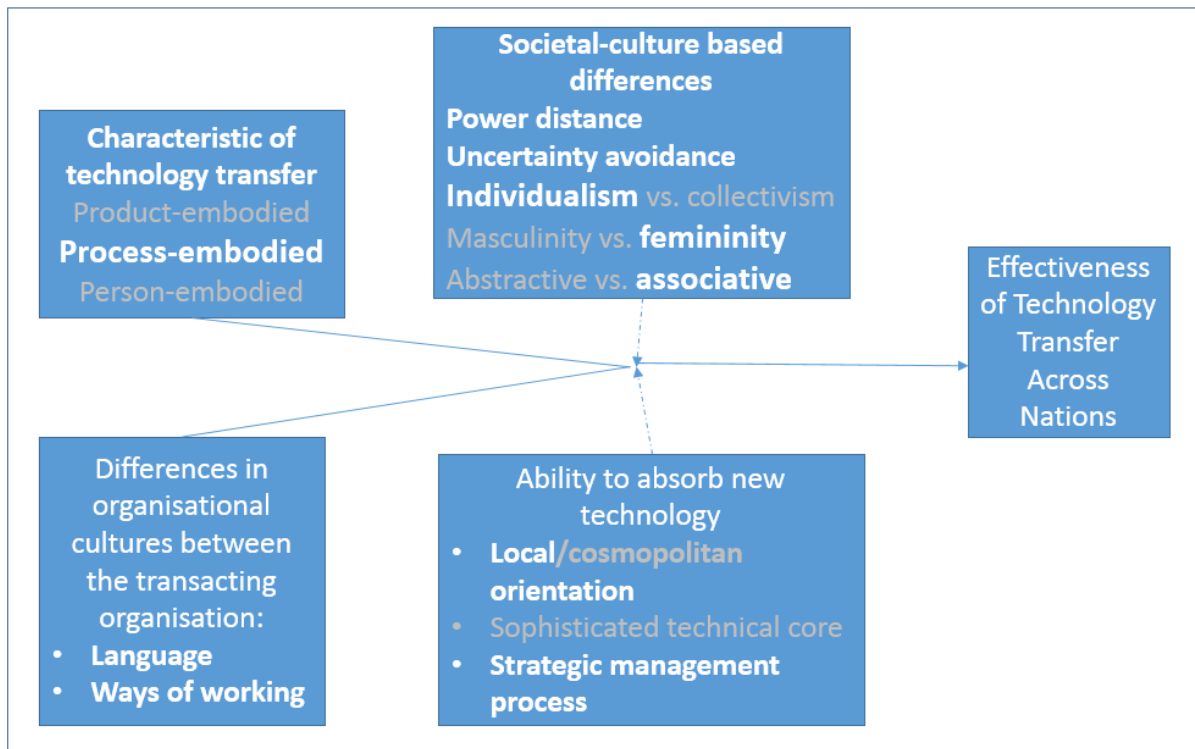 Characteristic of
technology transfer
Product-embodied
Process-embodied
Person-embodied
Societal-culture based
differences
Power distance
Uncertainty avoidance
Individualism vs. collectivism
Masculinity vs. femininity
Abstractive vs. associative
Effectiveness
of Technology
Transfer
Across
Nations
Differences in
organisational
cultures between
the transacting
organisation:
• Language
• Ways of working
Ability to absorb new
technology
• Local/cosmopolitan
orientation
• Sophisticated technical core
• Strategic management
process